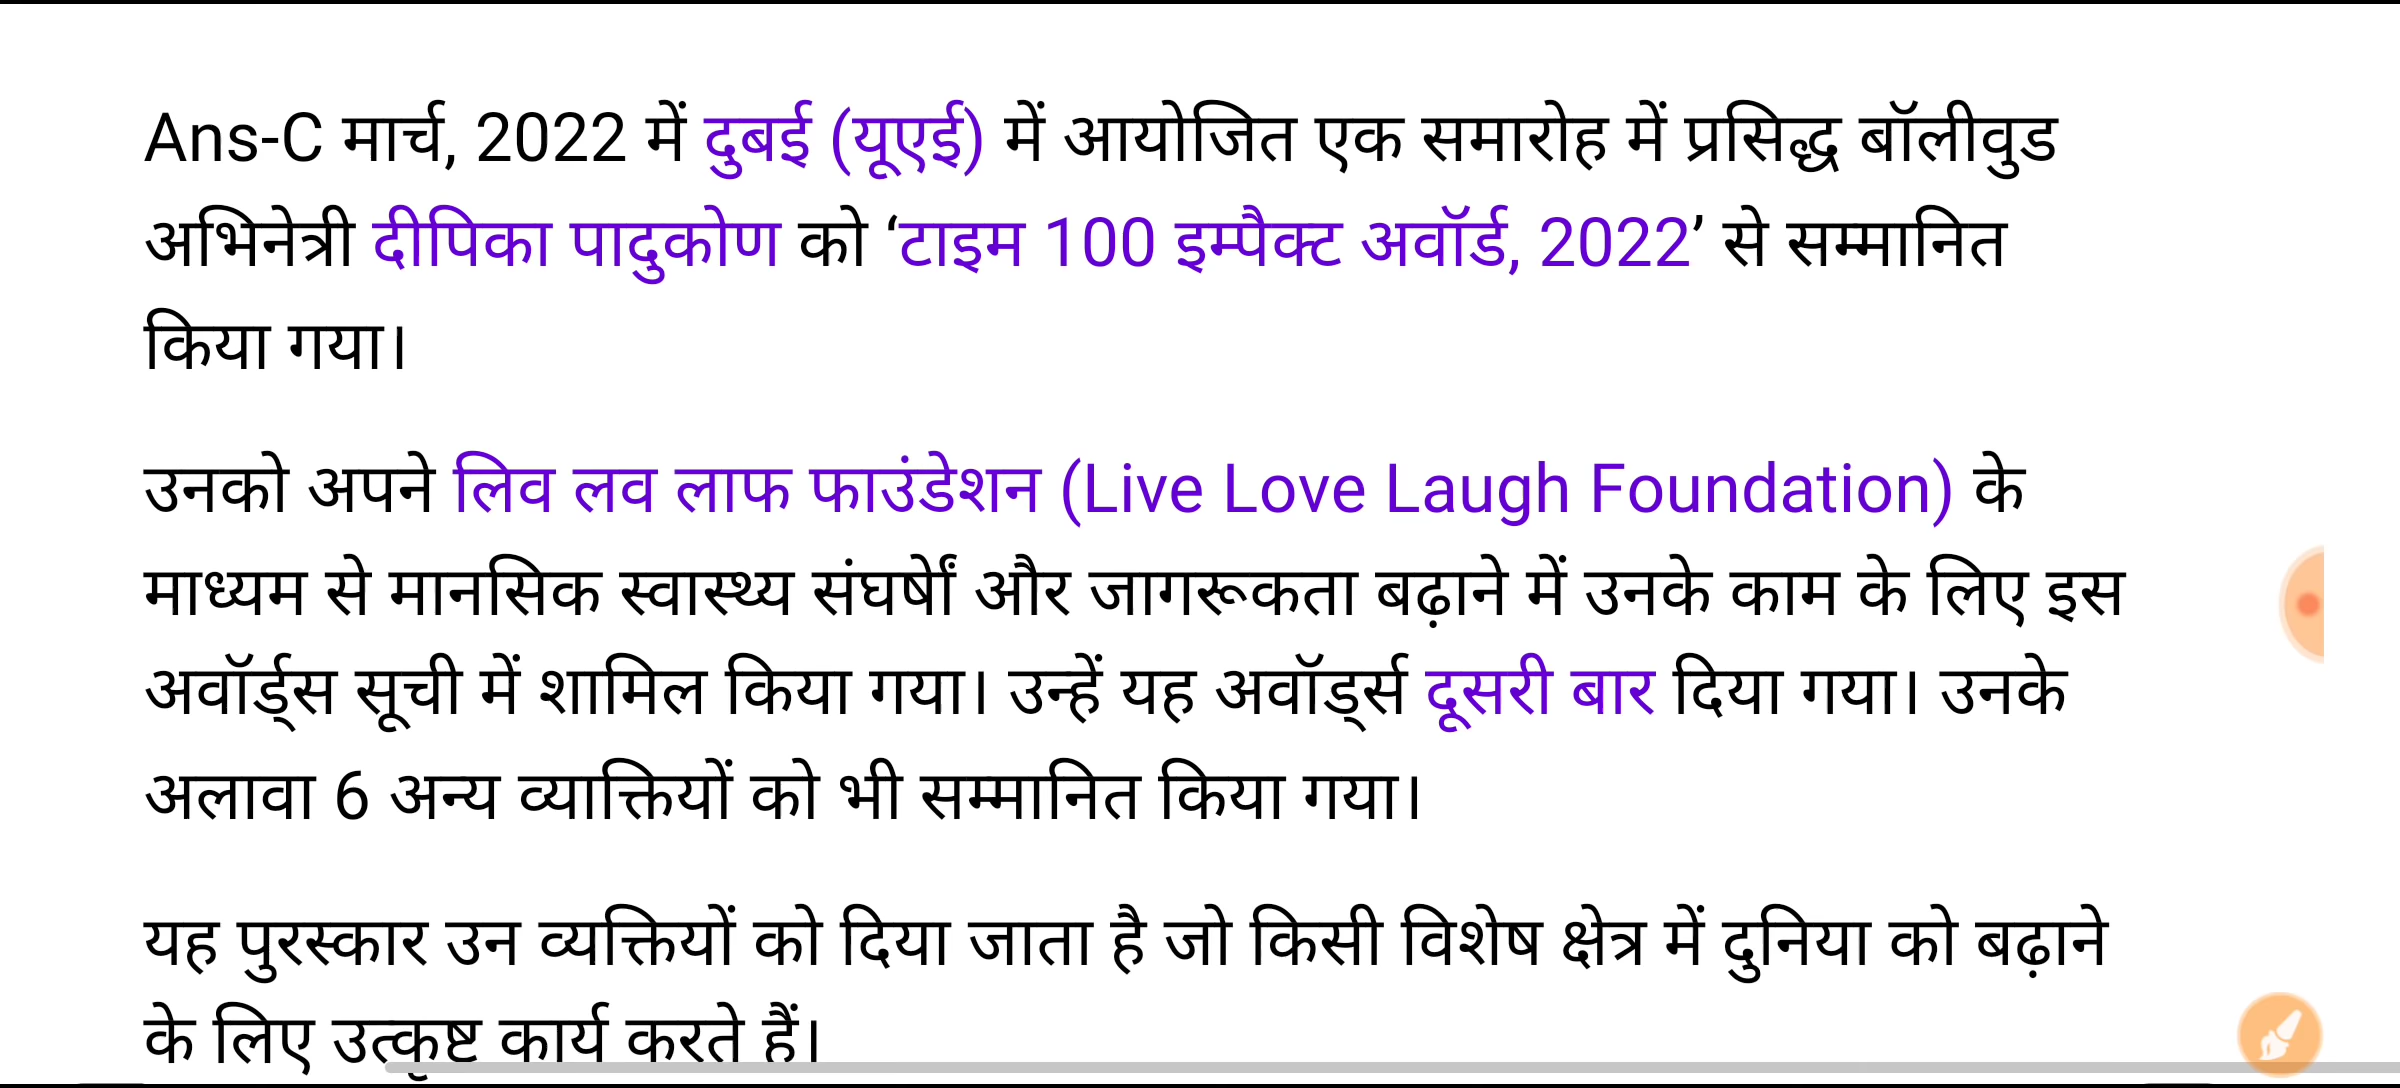 Ans-C मार्च, 2022 में दुबई (यूएई) में आयोजित एक समारोह में प्रसिद्ध बॉलीवुड
अभिनेत्री दीपिका पादुकोण को ‘टाइम 100 इम्पैक्ट अवॉर्ड, 2022’ से सम्मानित
किया गया।
उनको अपने लिव लव लाफ फाउंडेशन (Live Love Laugh Foundation) के
माध्यम से मानसिक स्वास्थ्य संघर्षों और जागरूकता बढ़ाने में उनके काम के लिए इस
अवॉर्ड्स सूची में शामिल किया गया। उन्हें यह अवॉड्र्स दूसरी बार दिया गया। उनके
अलावा 6 अन्य व्याक्तियों को भी सम्मानित किया गया।
यह पुरस्कार उन व्यक्तियों को दिया जाता है जो किसी विशेष क्षेत्र में दुनिया को बढ़ाने
के लिए उत्कृष्ट कार्य करते हैं।